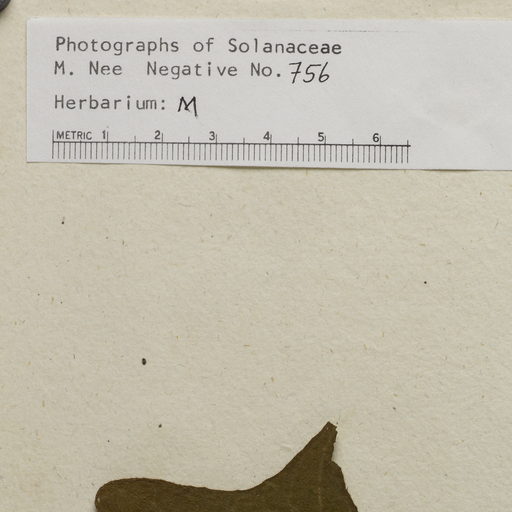 Photographs of Solanaceae
M. Nee Negative No. 756
Herbarium: M
METRIC 1 2 3 4 5 6